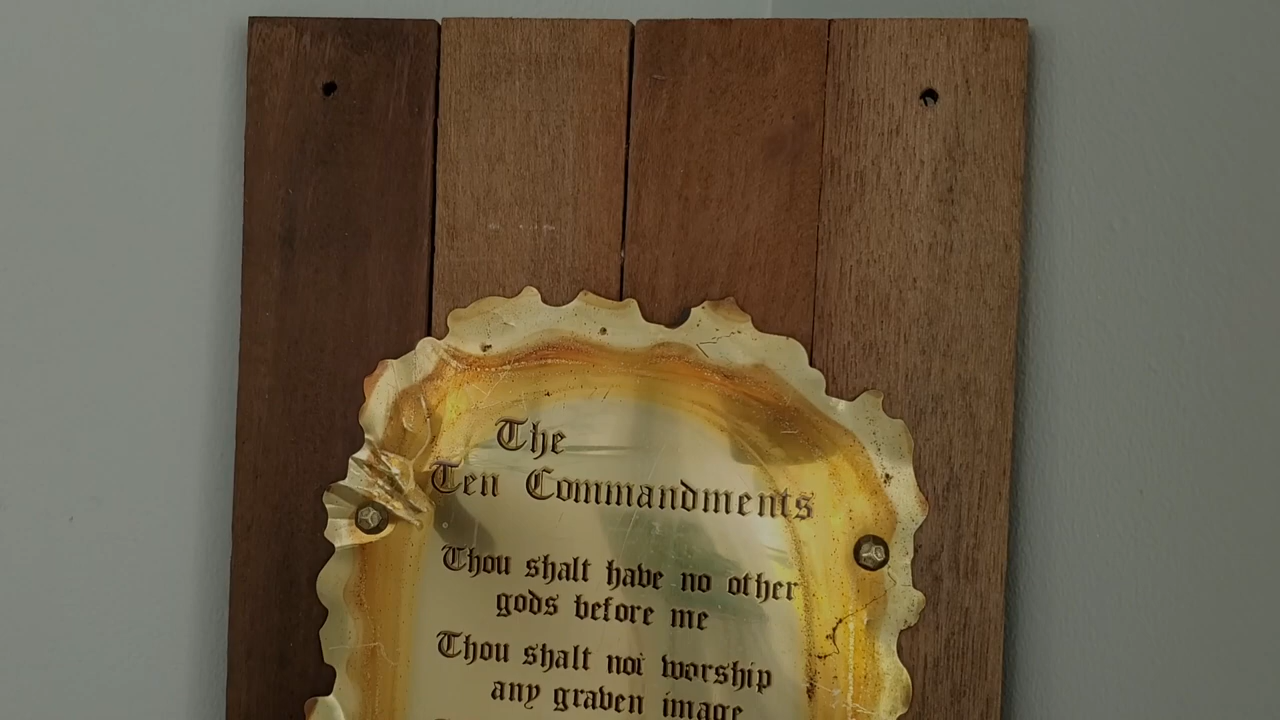 The
Ten Commandments
Thou shalt have no other
gods before me
Thou shalt not worship
any graven image